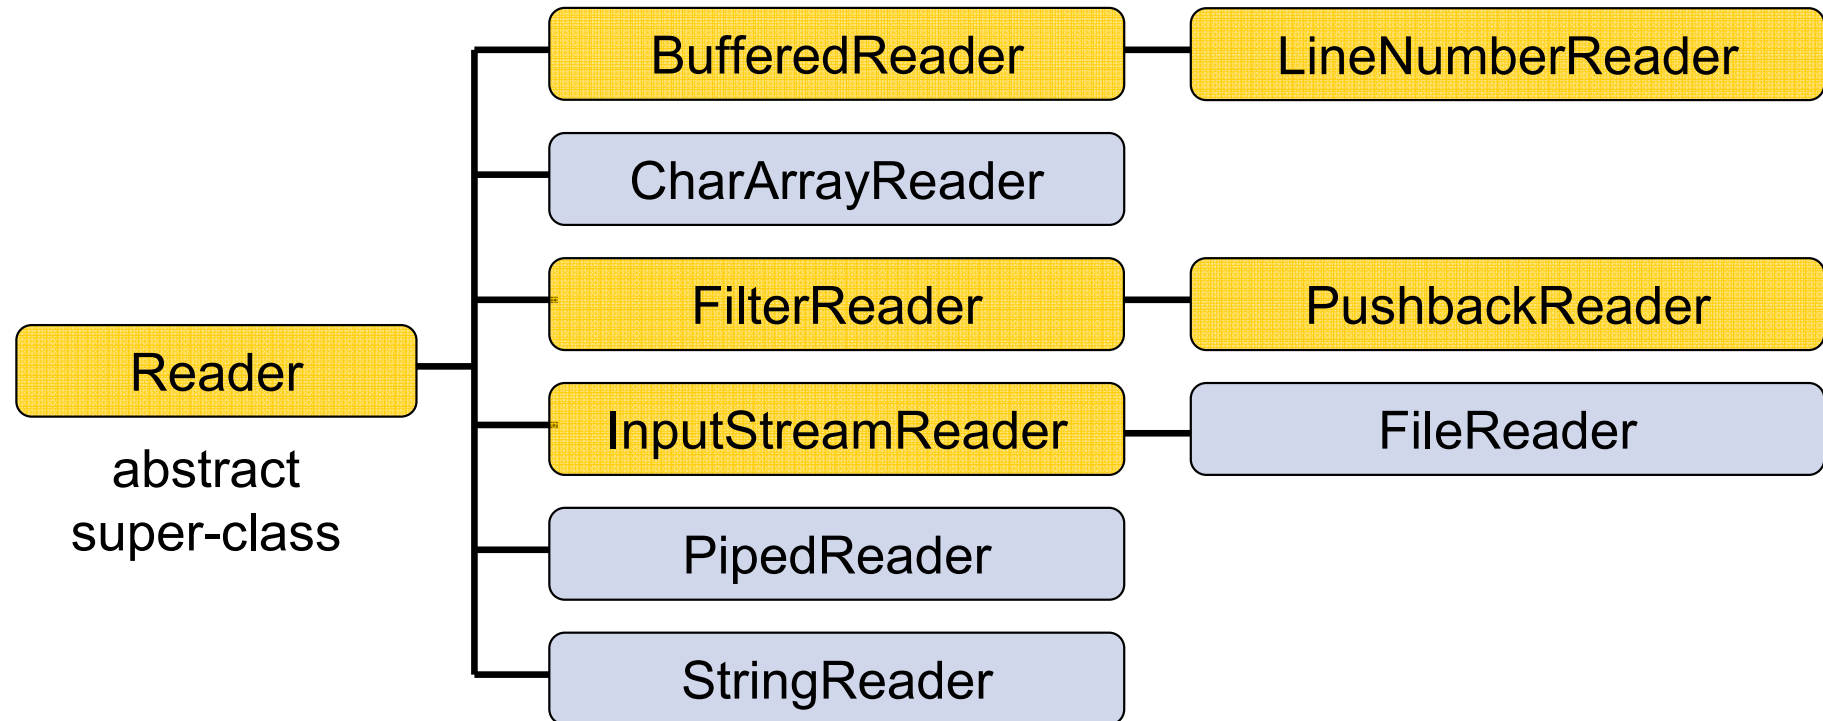 BufferedReader
LineNumberReader
CharArrayReader
FilterReader
PushbackReader
Reader
abstract
super-class
InputStreamReader
FileReader
PipedReader
StringReader